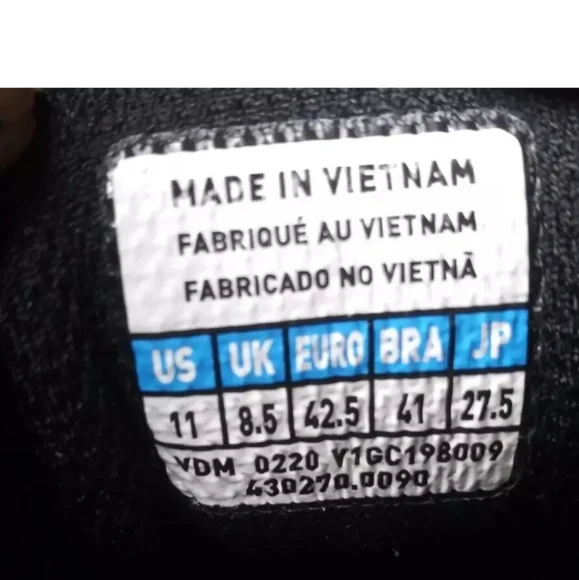 MADE IN VIETNAM
FABRIQUÉ AU VIETNAM
FABRICADO NO VIETNÃ
US UK EURO BRA JP
11 8.5 42.5 41 27.5
VDM 0220 V1GC198009
430270.0090